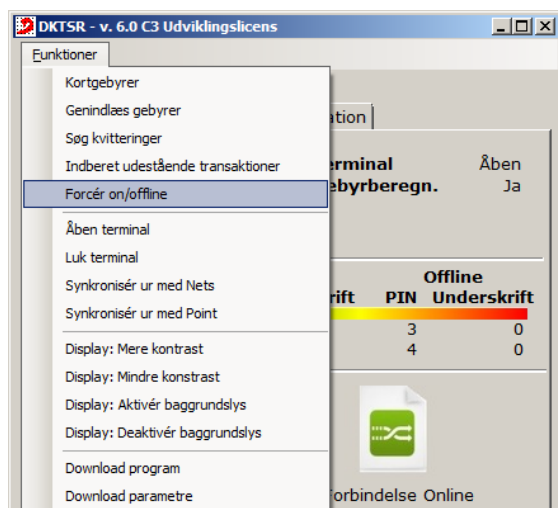 DKTSR - v. 6.0 C3 Udviklingslicens
Funktioner
Kortgebyrer
Genindlæs gebyrer
Søg kvitteringer
Indberet udestående transaktioner
Forcér on/offline
Åben terminal
Luk terminal
Synkronisér ur med Nets
Synkronisér ur med Point
Display: Mere kontrast
Display: Mindre konstrast
Display: Aktivér baggrundslys
Display: Deaktivér baggrundslys
Download program
Download parametre
ation
erminal Åben
ebyrberegn. Ja
Offline
rift PIN Underskrift
3 0
4 0
orbindelse Online